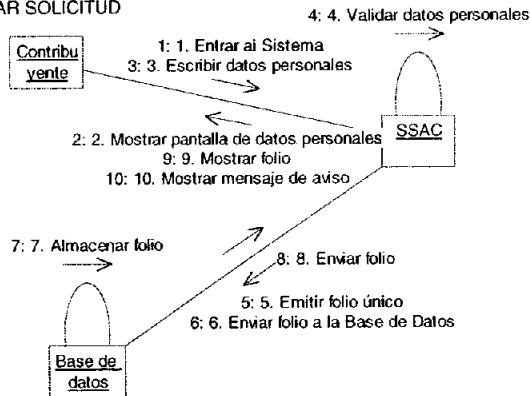 AR SOLICITUD
4: 4. Validar datos personales
1: 1. Entrar ai Sistema
3: 3. Escribir datos personales
Contribu
yente
SSAC
2: 2. Mostrar pantalla de datos personales
9: 9. Mostrar folio
10: 10. Mostrar mensaje de aviso
7: 7. Almacenar folio
8: 8. Enviar folio
5: 5. Emitir folio único
6: 6. Enviar folio a la Base de Datos
Base de
datos